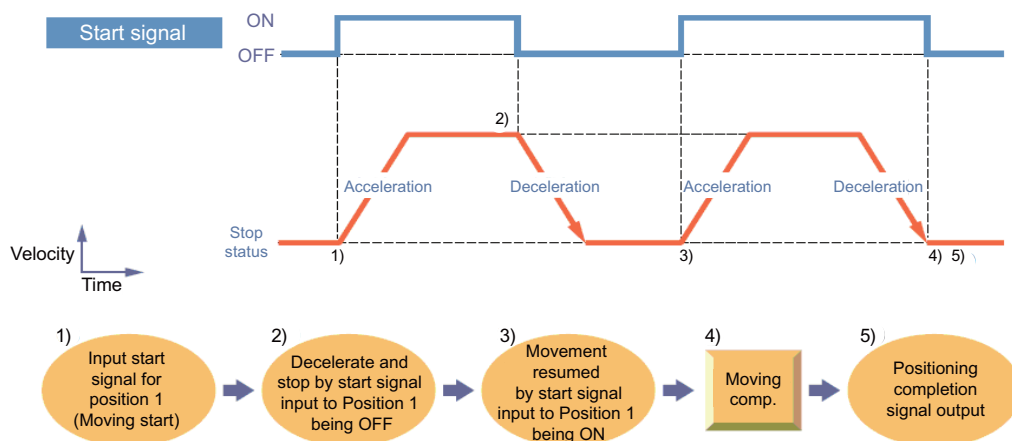 ON
Start signal
OFF
2)
Acceleration
Deceleration
Acceleration
Deceleration
Stop
status
1)
3)
4) 5)
Velocity
Time
1)
Input start
signal for
position 1
(Moving start)
2)
Decelerate and
stop by start signal
input to Position 1
being OFF
3)
Movement
resumed
by start signal
input to Position 1
being ON
4)
Moving
comp.
5)
Positioning
completion
signal output